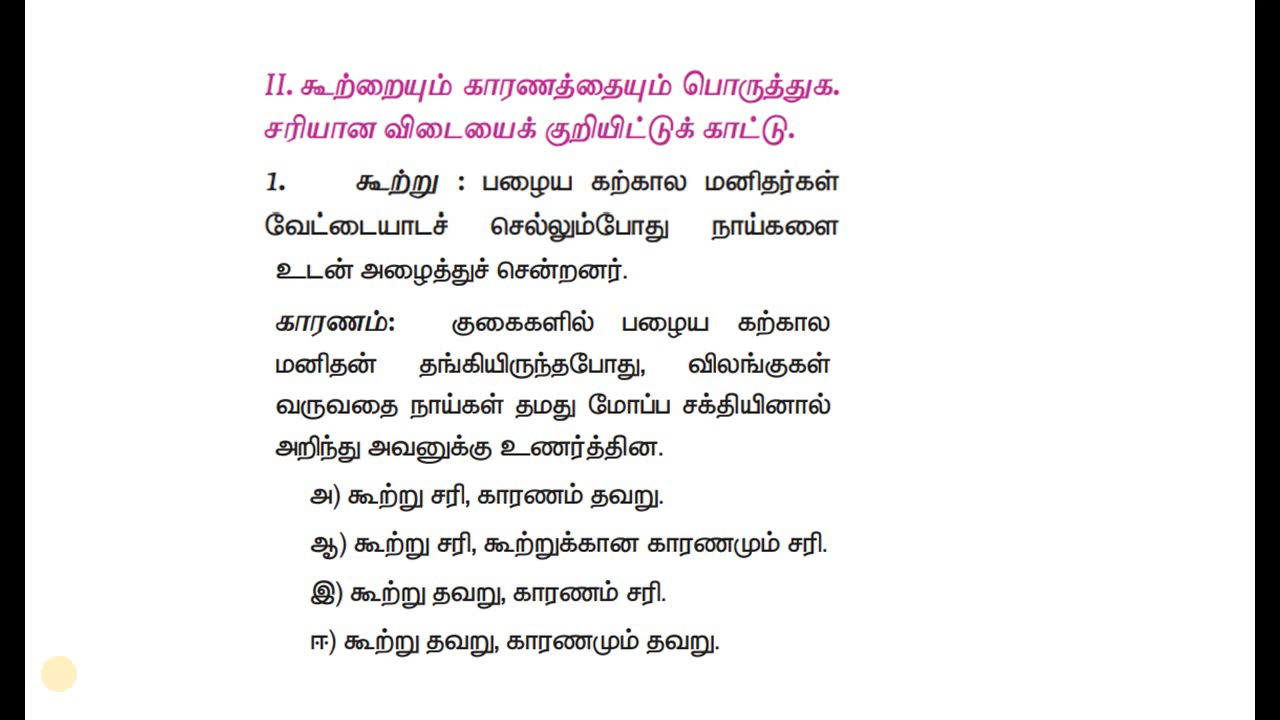 II. கூற்றையும் காரணத்தையும் பொருத்துக.
சரியான விடையைக் குறியிட்டுக் காட்டு.
1. கூற்று : பழைய கற்கால மனிதர்கள்
வேட்டையாடச் செல்லும்போது நாய்களை
உடன் அழைத்துச் சென்றனர்.
காரணம்: குகைகளில் பழைய கற்கால
மனிதன் தங்கியிருந்தபோது, விலங்குகள்
வருவதை நாய்கள் தமது மோப்ப சக்தியினால்
அறிந்து அவனுக்கு உணர்த்தின.
அ) கூற்று சரி, காரணம் தவறு.
ஆ) கூற்று சரி, கூற்றுக்கான காரணமும் சரி.
இ) கூற்று தவறு, காரணம் சரி.
ஈ) கூற்று தவறு, காரணமும் தவறு.